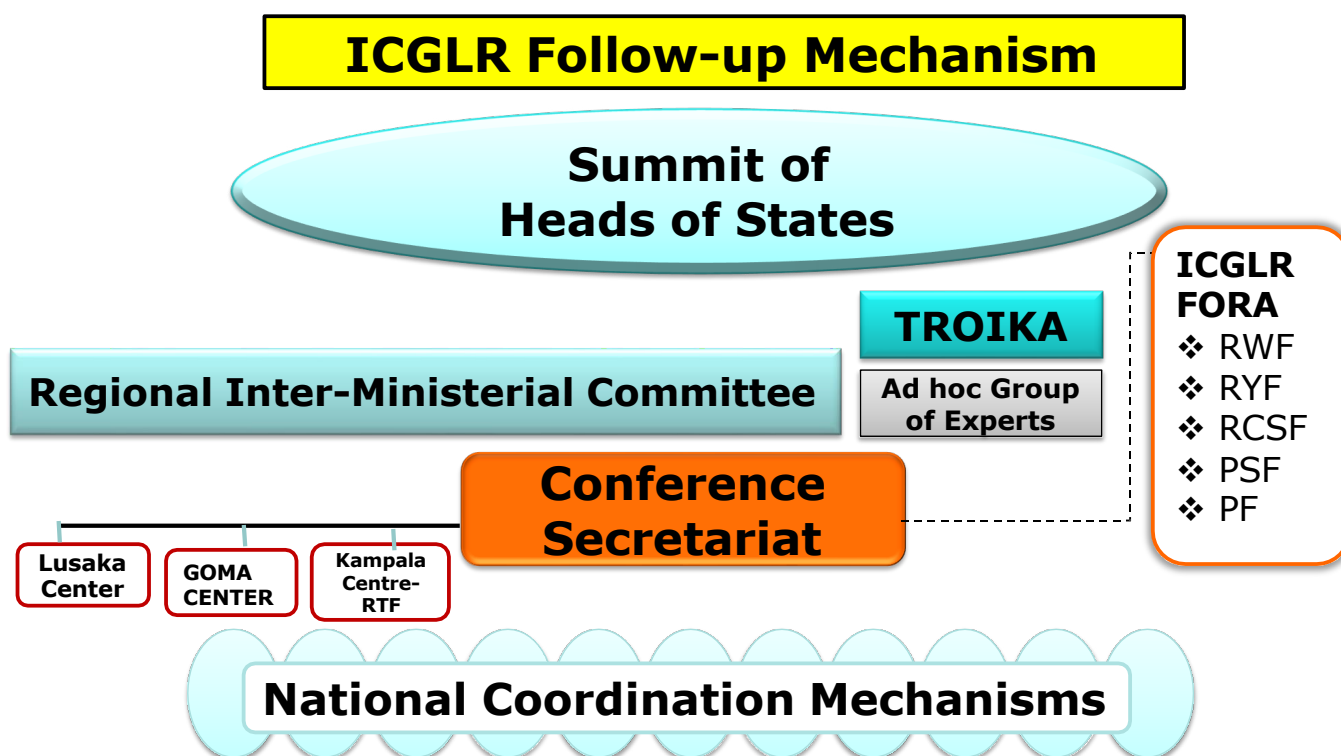 ICGLR Follow-up Mechanism
Summit of
Heads of States
TROIKA
Regional Inter-Ministerial Committee
Ad hoc Group
of Experts
ICGLR
FORA
❖ RWF
❖ RYF
❖ RCSF
❖ PSF
❖ PF
Conference
Secretariat
Lusaka
Center
GOMA
CENTER
Kampala
Centre-
RTF
National Coordination Mechanisms